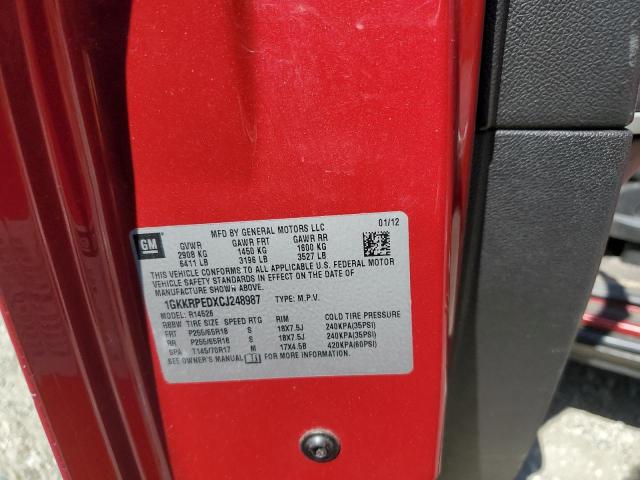 MFD BY GENERAL MOTORS LLC 01/12
GM GVWR GAWR FRT GAWR RR
2908 KG 1450 KG 1600 KG
6411 LB 3196 LB 3527 LB
THIS VEHICLE CONFORMS TO ALL APPLICABLE U.S. FEDERAL MOTOR
VEHICLE SAFETY STANDARDS IN EFFECT ON THE DATE OF
MANUFACTURE SHOWN ABOVE.
1GKKRPEDXCJ248987 TYPE: M.P.V.
MODEL: R14526
RBBW TIRE SIZE SPEED RTG RIM COLD TIRE PRESSURE
FRT P255/65R18 S 18X7.5J 240KPA(35PSI)
RR P255/65R18 S 18X7.5J 240KPA(35PSI)
SPA T145/70R17 M 17X4.5B 420KPA(60PSI)
SEE OWNER'S MANUAL FOR MORE INFORMATION.